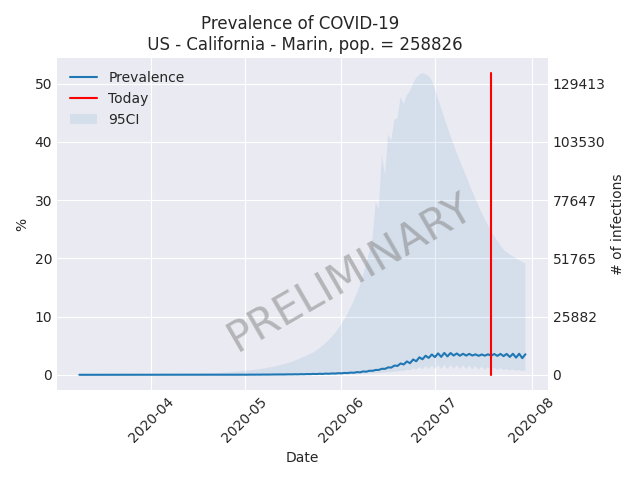 Prevalence of COVID-19
US - California - Marin, pop. = 258826
Prevalence
Today
95CI
50
40
30
20
10
0
%
129413
103530
77647
51765
25882
0
# of infections
PRELIMINARY
2020-04
2020-05
2020-06
2020-07
2020-08
Date